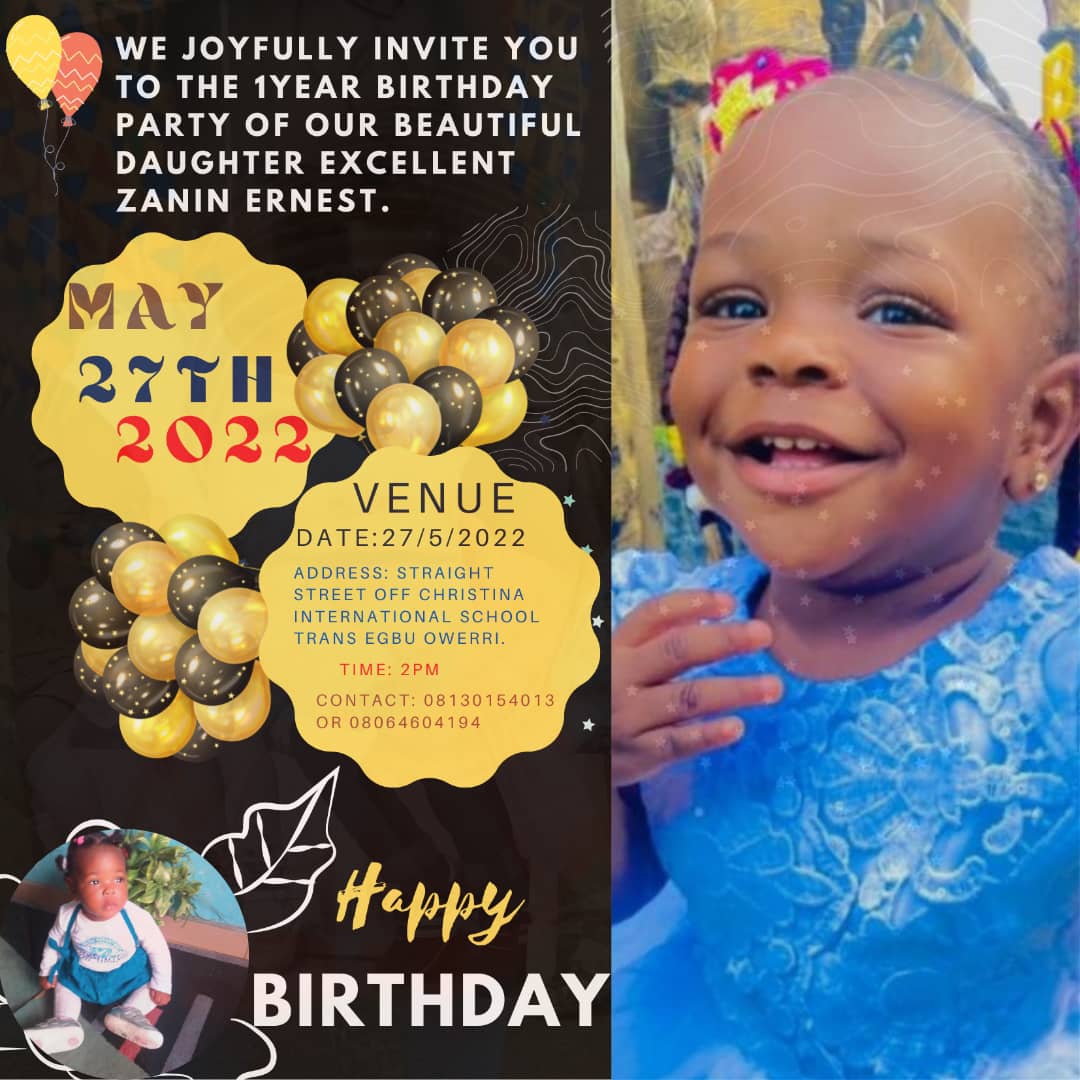 WE JOYFULLY INVITE YOU
TO THE 1YEAR BIRTHDAY
PARTY OF OUR BEAUTIFUL
DAUGHTER EXCELLENT
ZANIN ERNEST.
MAY
27TH
2022
VENUE
DATE:27/5/2022
ADDRESS: STRAIGHT
STREET OFF CHRISTINA
INTERNATIONAL SCHOOL
TRANS EGBU OWERRI.
TIME: 2PM
CONTACT: 08130154013
OR 08064604194
Happy
BIRTHDAY